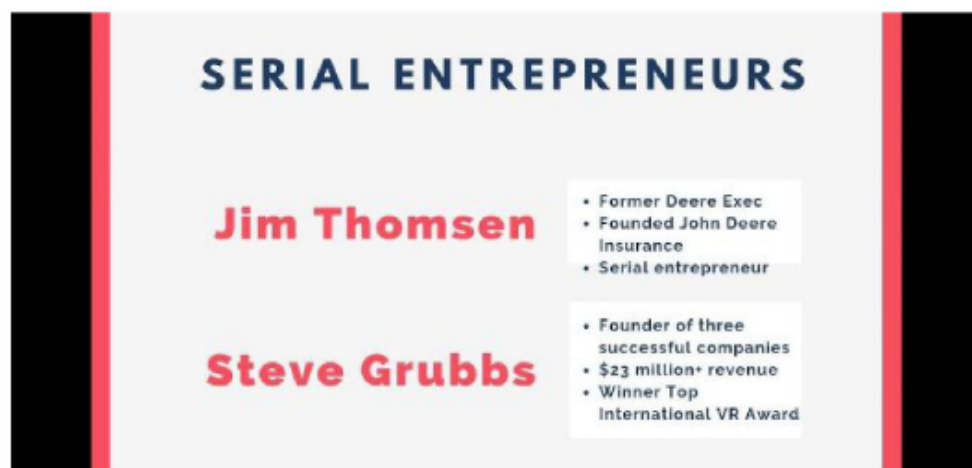 SERIAL ENTREPRENEURS
Jim Thomsen
• Former Deere Exec
• Founded John Deere
Insurance
• Serial entrepreneur
Steve Grubbs
• Founder of three
successful companies
• $23 million+ revenue
• Winner Top
International VR Award